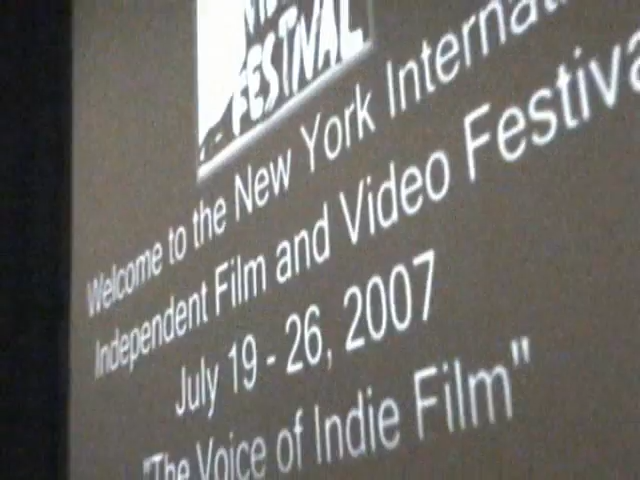 FESTIVAL
Welcome to the New York Internati
Independent Film and Video Festiva
July 19 - 26, 2007
"The Voice of Indie Film"